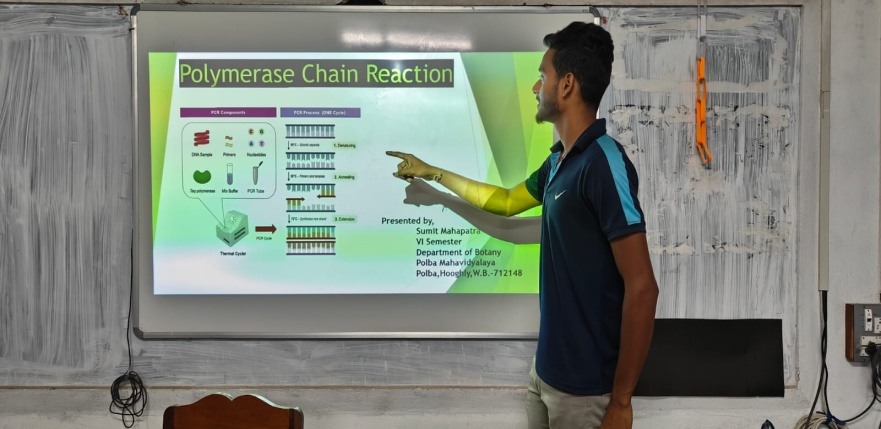 Polymerase Chain Reaction
PCR Components
PCR Process (ONE Cycle)
DNA Sample
Primers
Nucleotides
Taq polymerase
Mix Buffer
PCR Tube
Thermal Cycler
PCR Cycle
1. Denaturing
2. Annealing
3. Extension
Presented by,
Sumit Mahapatra
VI Semester
Department of Botany
Polba Mahavidyalaya
Polba,Hooghly,W.B.-712148